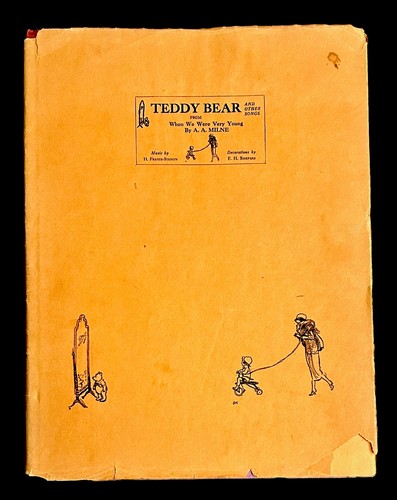 TEDDY BEAR AND OTHER SONGS
FROM
When We Were Very Young
By A. A. MILNE
Music by
H. FRASER-SIMSON
Decorations by
E. H. SHEPARD